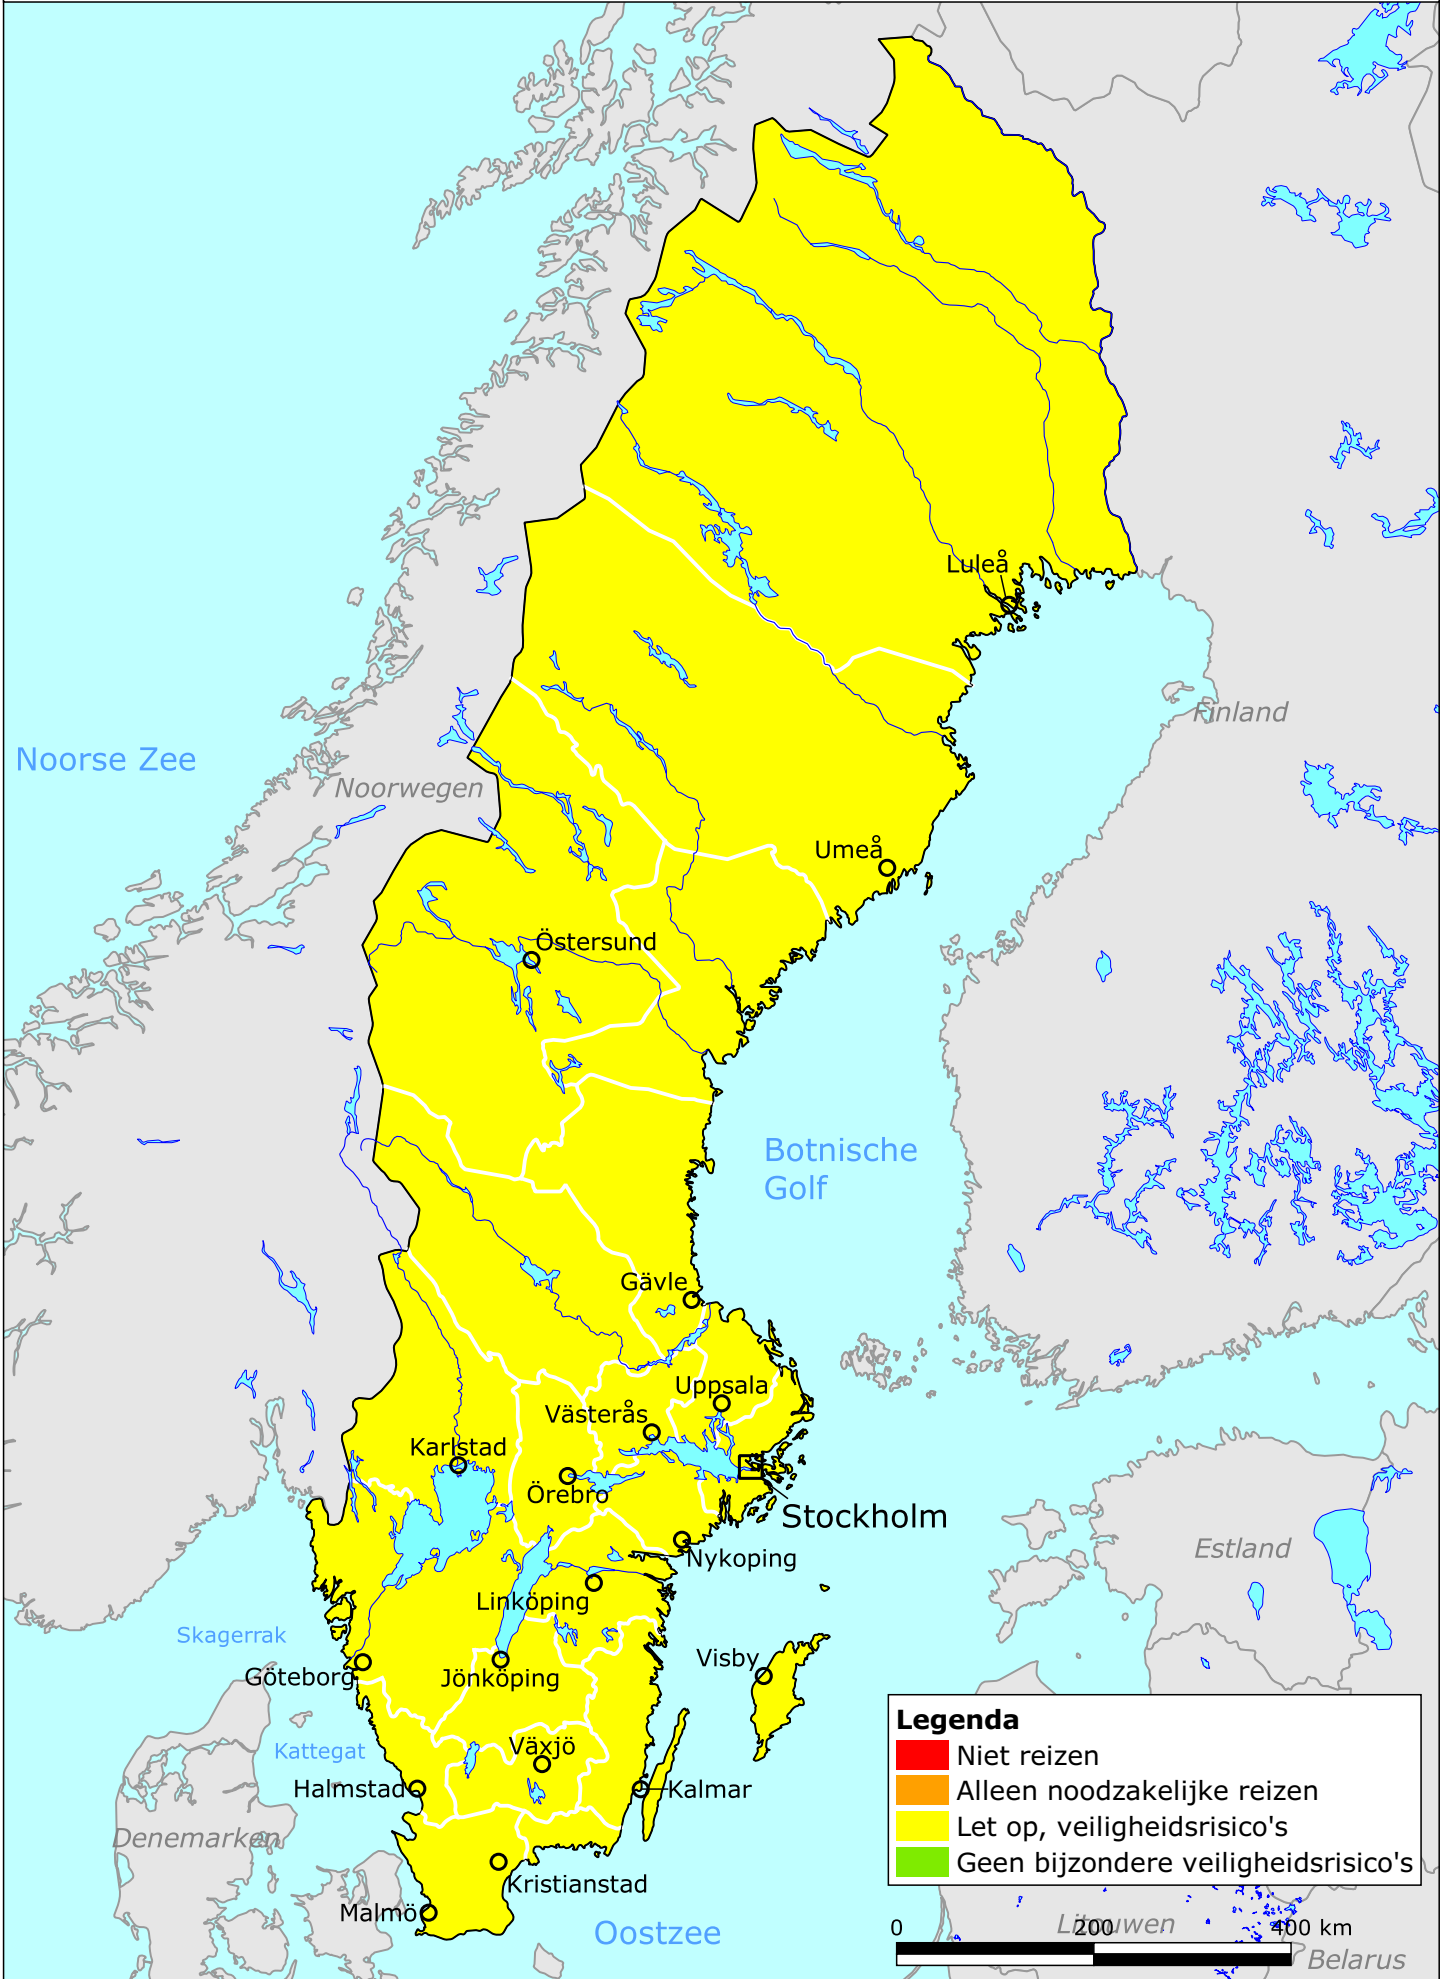 Luleå
Finland
Noorse Zee
Noorwegen
Umeå
Östersund
Botnische
Golf
Gävle
Uppsala
Västerås
Karlstad
Örebro
Stockholm
Nykoping
Estland
Linköping
Skagerrak
Göteborg
Jönköping
Visby
Kattegat
Växjö
Halmstad
Kalmar
Denemarken
Kristianstad
Malmö
Oostzee
Legenda
Niet reizen
Alleen noodzakelijke reizen
Let op, veiligheidsrisico's
Geen bijzondere veiligheidsrisico's
Litouwen
0 200 400 km
Belarus